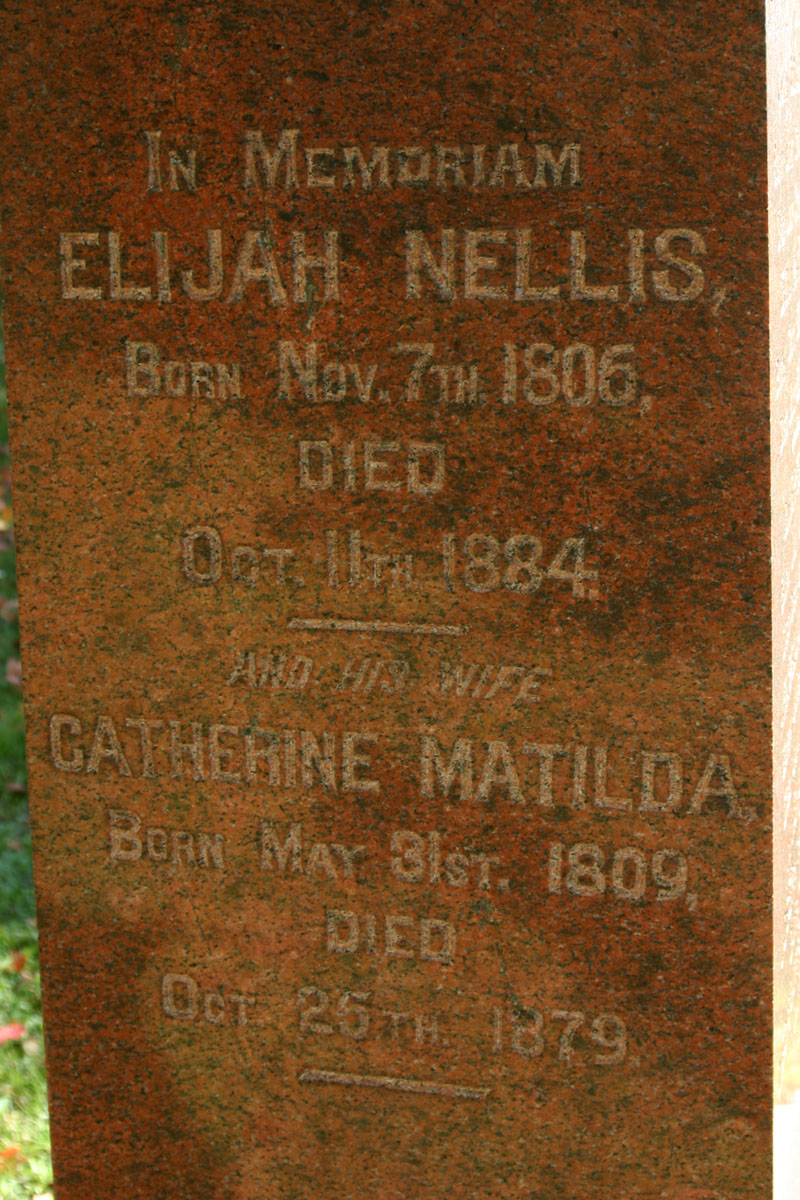 IN MEMORIAM
ELIJAH NELLIS,
BORN NOV. 7TH. 1806,
DIED
OCT. 11TH. 1884.
AND HIS WIFE
CATHERINE MATILDA,
BORN MAY 31ST. 1809,
DIED
OCT. 25TH. 1879.